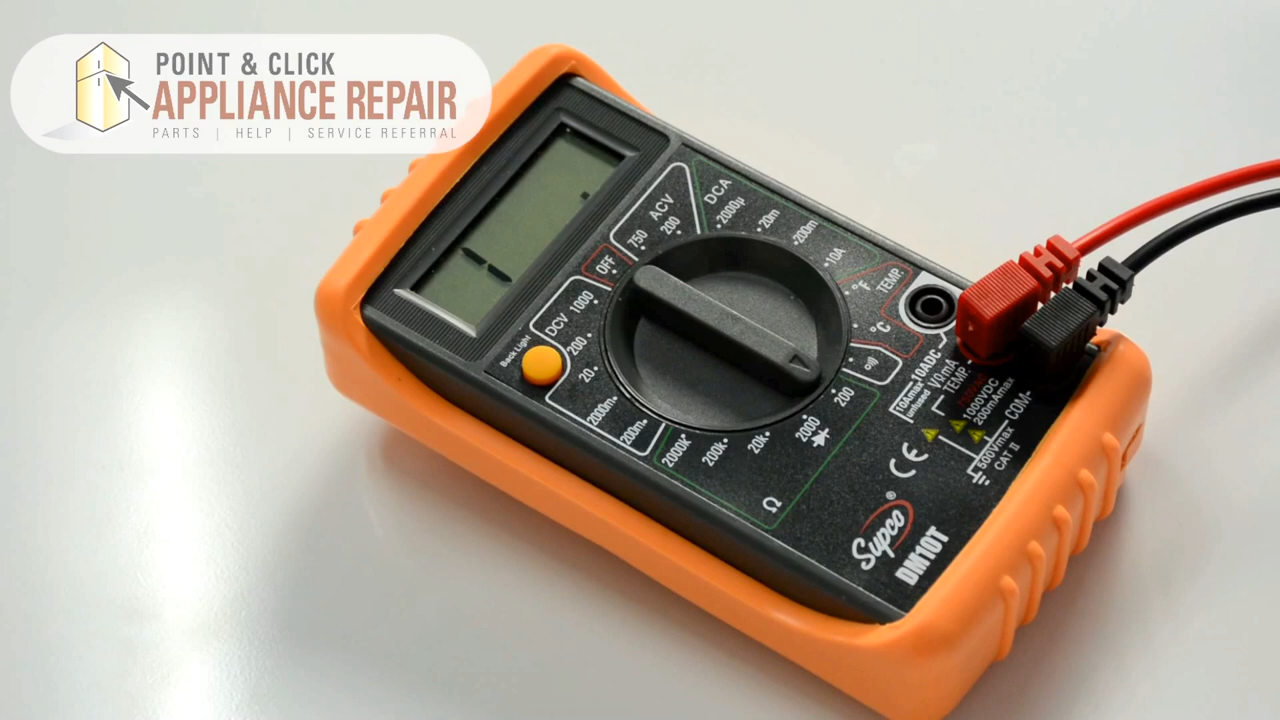 POINT & CLICK
APPLIANCE REPAIR
PARTS | HELP | SERVICE REFERRAL
ACV
750
200
OFF
DCA
2000µ
20m
200m
10A
TEMP.
°F
°C
DCV
1000
200
20
2000m
200m
Back Light
200
2000
20k
200k
2000K
Ω
10ADC
10Amax
unfused
VΩmA
TEMP.
1000VDC
200mAmax
COM
500Vmax
CAT II
CE
Supco®
DM10T